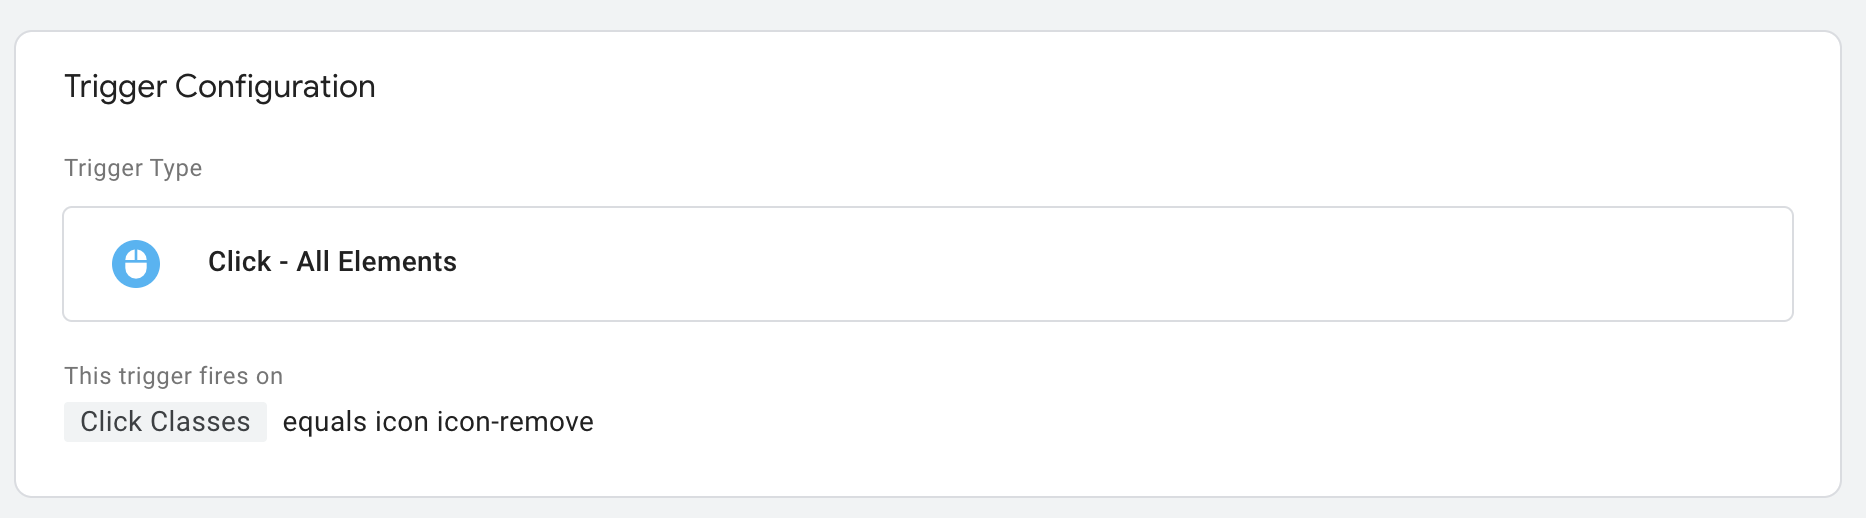 Trigger Configuration
Trigger Type
Click - All Elements
This trigger fires on
Click Classes equals icon icon-remove